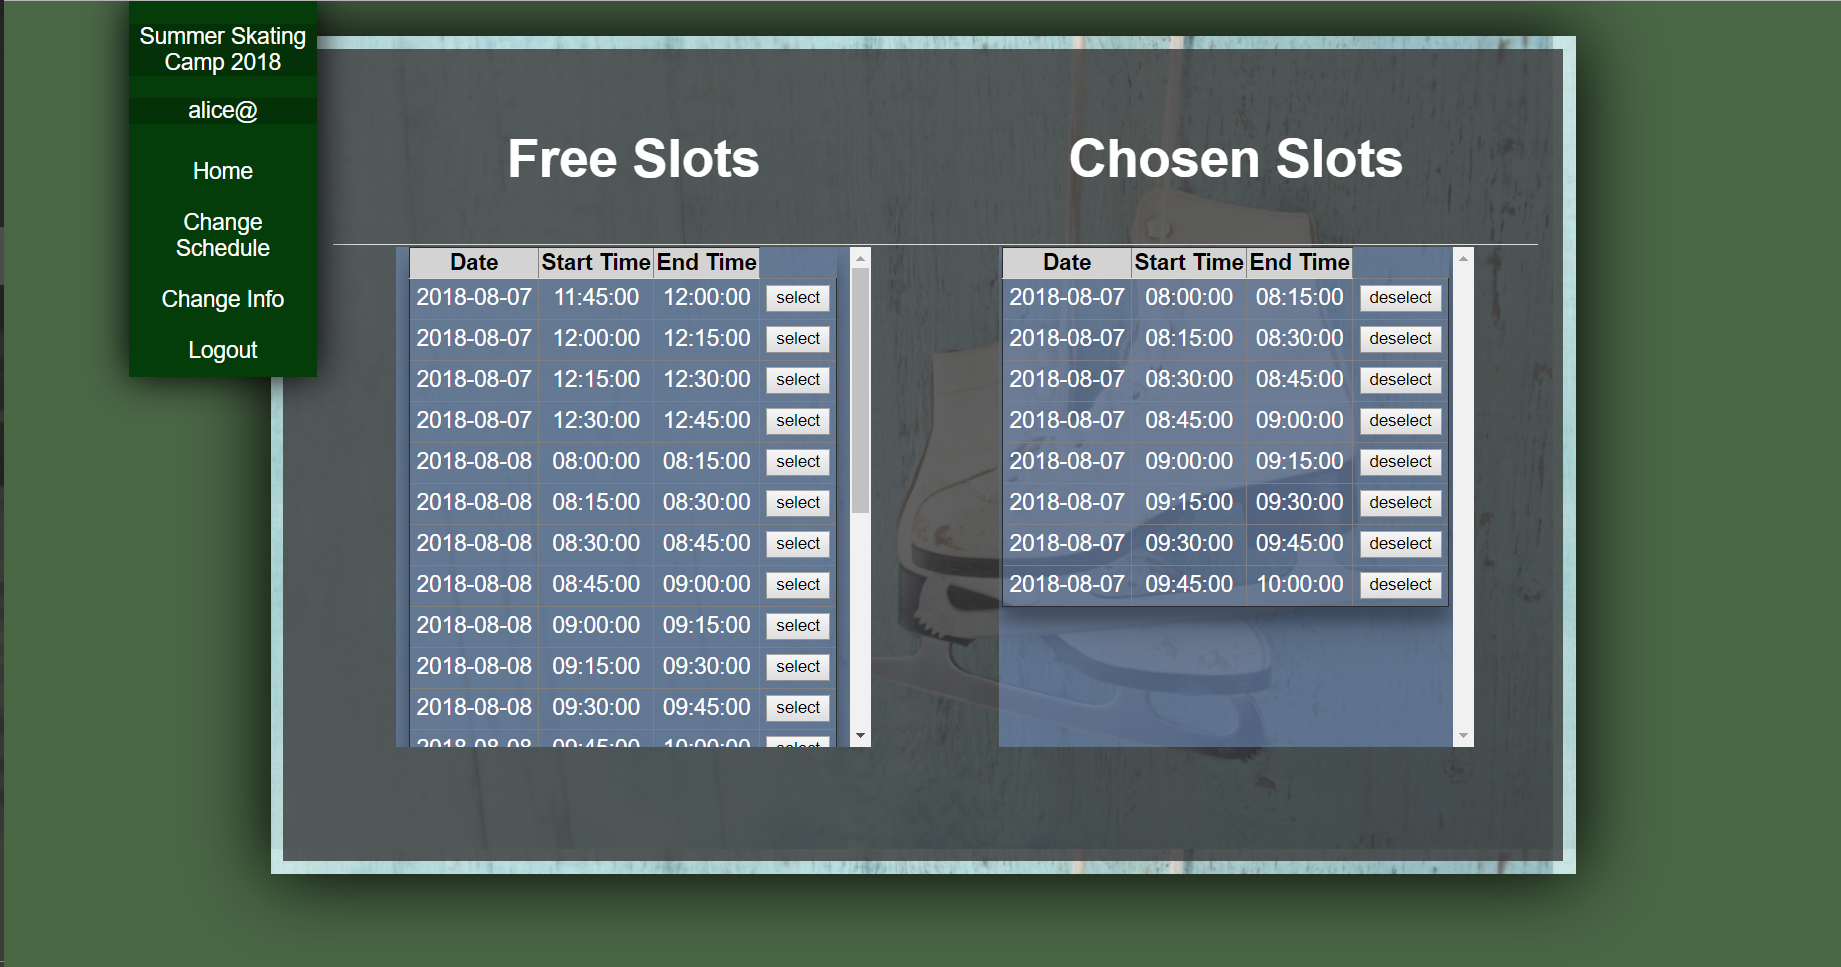 Summer Skating
Camp 2018
alice@
Home
Change
Schedule
Change Info
Logout
Free Slots
Date Start Time End Time
2018-08-07 11:45:00 12:00:00 select
2018-08-07 12:00:00 12:15:00 select
2018-08-07 12:15:00 12:30:00 select
2018-08-07 12:30:00 12:45:00 select
2018-08-08 08:00:00 08:15:00 select
2018-08-08 08:15:00 08:30:00 select
2018-08-08 08:30:00 08:45:00 select
2018-08-08 08:45:00 09:00:00 select
2018-08-08 09:00:00 09:15:00 select
2018-08-08 09:15:00 09:30:00 select
2018-08-08 09:30:00 09:45:00 select
2018-08-08 09:45:00 10:00:00 select
Chosen Slots
Date Start Time End Time
2018-08-07 08:00:00 08:15:00 deselect
2018-08-07 08:15:00 08:30:00 deselect
2018-08-07 08:30:00 08:45:00 deselect
2018-08-07 08:45:00 09:00:00 deselect
2018-08-07 09:00:00 09:15:00 deselect
2018-08-07 09:15:00 09:30:00 deselect
2018-08-07 09:30:00 09:45:00 deselect
2018-08-07 09:45:00 10:00:00 deselect